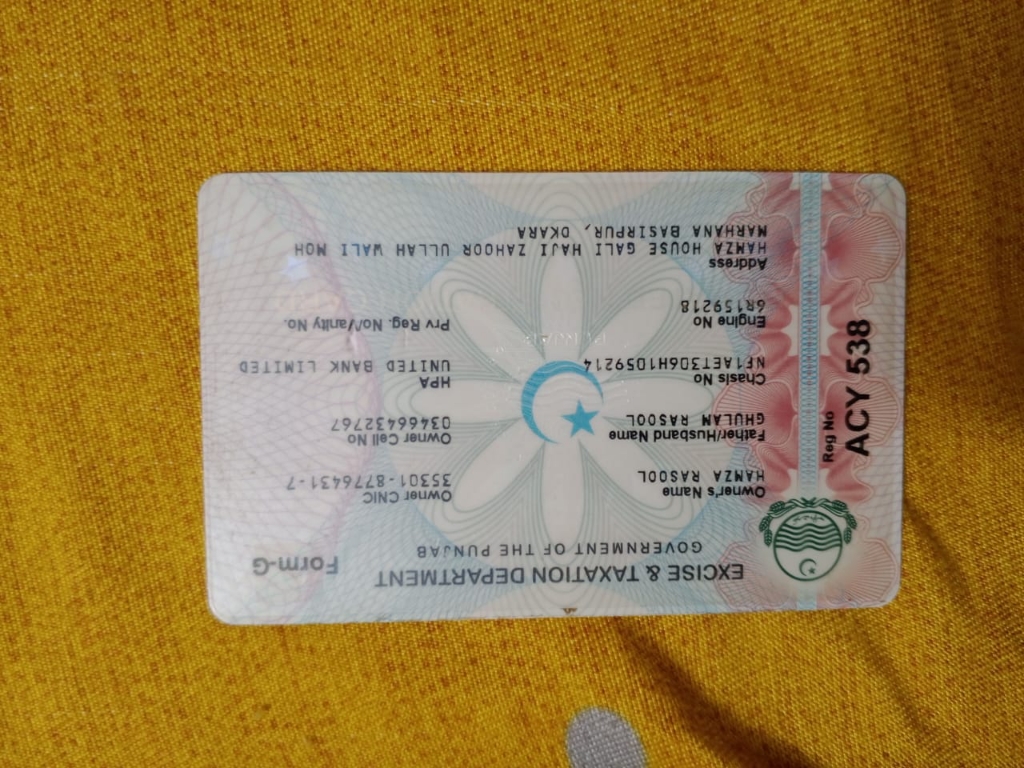 EXCISE & TAXATION DEPARTMENT
GOVERNMENT OF THE PUNJAB
Form-G
Reg No
ACY 538
Owner's Name
HAMZA RASOOL
Owner CNIC
35301-8776431-7
Father/Husband Name
GHULAM RASOOL
Owner Cell No
03466432767
Chasis No
NF1AET306H1059214
HPA
UNITED BANK LIMITED
Engine No
6R159218
Prv Reg. No/Vanity No.
Address
HAMZA HOUSE GALI HAJI ZAHOOR ULLAH WALI MOH
MARHANA BASIRPUR, OKARA